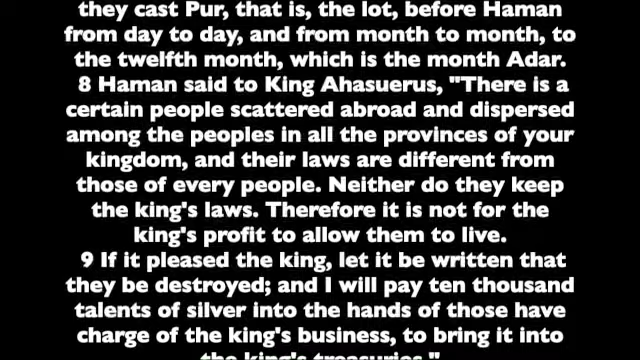 they cast Pur, that is, the lot, before Haman
from day to day, and from month to month, to
the twelfth month, which is the month Adar.
8 Haman said to King Ahasuerus, "There is a
certain people scattered abroad and dispersed
among the peoples in all the provinces of your
kingdom, and their laws are different from
those of every people. Neither do they keep
the king's laws. Therefore it is not for the
king's profit to allow them to live.
9 If it pleased the king, let it be written that
they be destroyed; and I will pay ten thousand
talents of silver into the hands of those have
charge of the king's business, to bring it into
the king's treasuries."